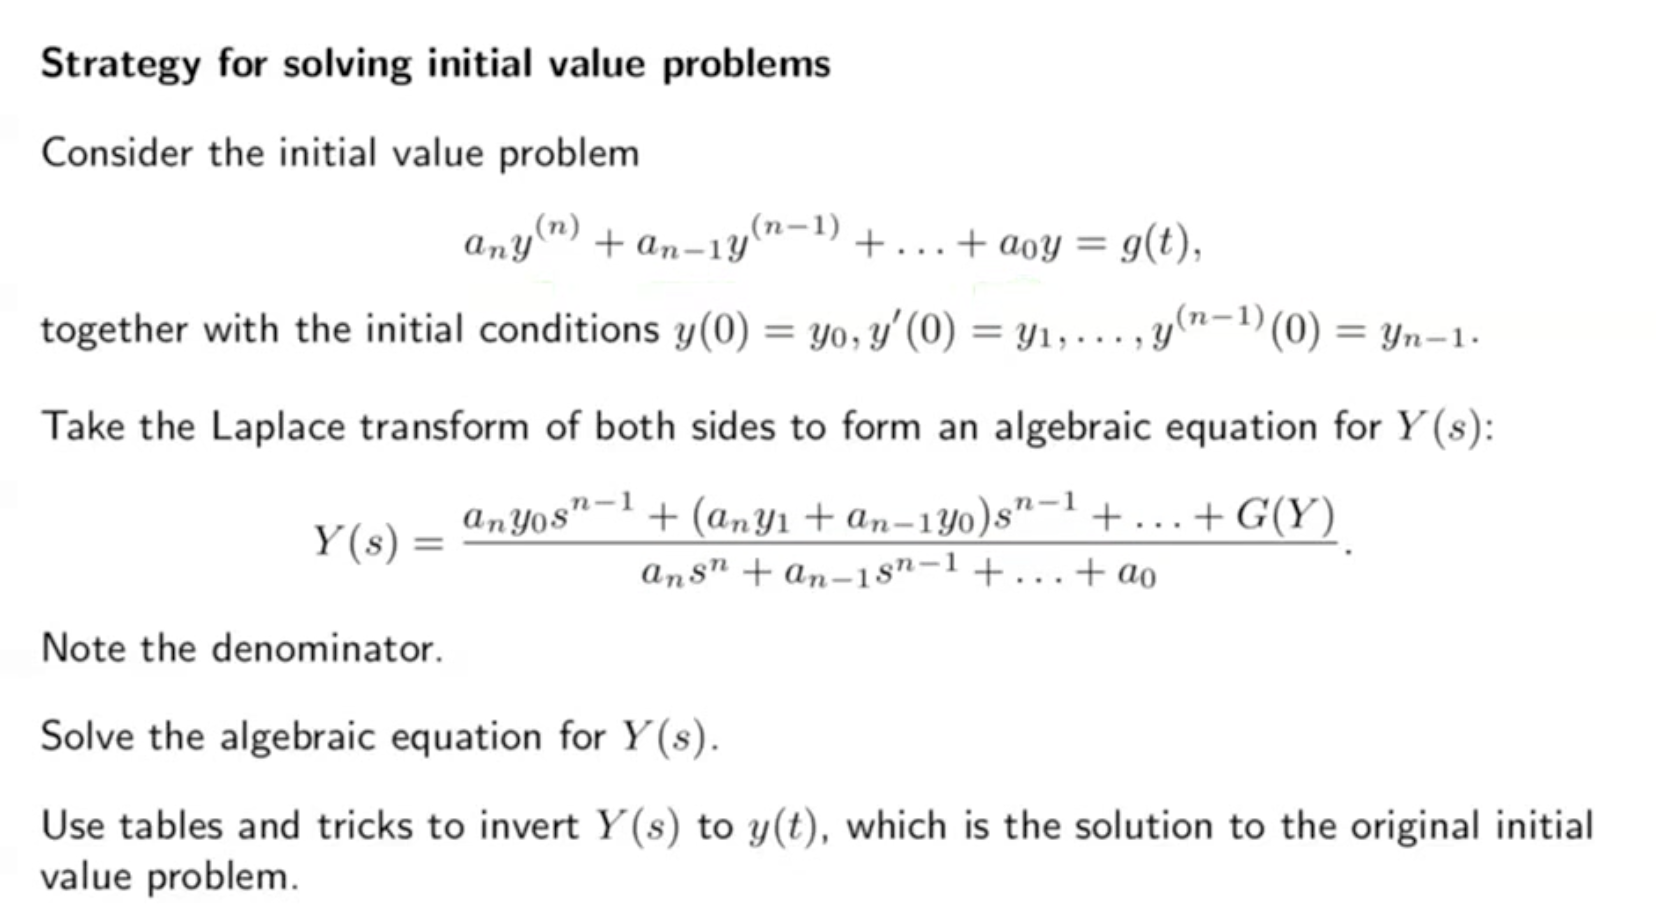 Strategy for solving initial value problems
Consider the initial value problem
$a_n y^{(n)} + a_{n-1} y^{(n-1)} + \ldots + a_0 y = g(t),$
together with the initial conditions $y(0) = y_0, y'(0) = y_1, \ldots, y^{(n-1)}(0) = y_{n-1}.$
Take the Laplace transform of both sides to form an algebraic equation for $Y(s)$:
$Y(s) = \frac{a_n y_0 s^{n-1} + (a_n y_1 + a_{n-1} y_0) s^{n-1} + \ldots + G(Y)}{a_n s^n + a_{n-1} s^{n-1} + \ldots + a_0}.$
Note the denominator.
Solve the algebraic equation for $Y(s)$.
Use tables and tricks to invert $Y(s)$ to $y(t)$, which is the solution to the original initial
value problem.